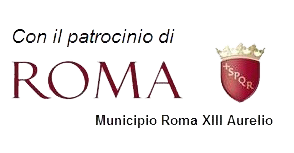 Con il patrocinio di
ROMA
SPQR
Municipio Roma XIII Aurelio